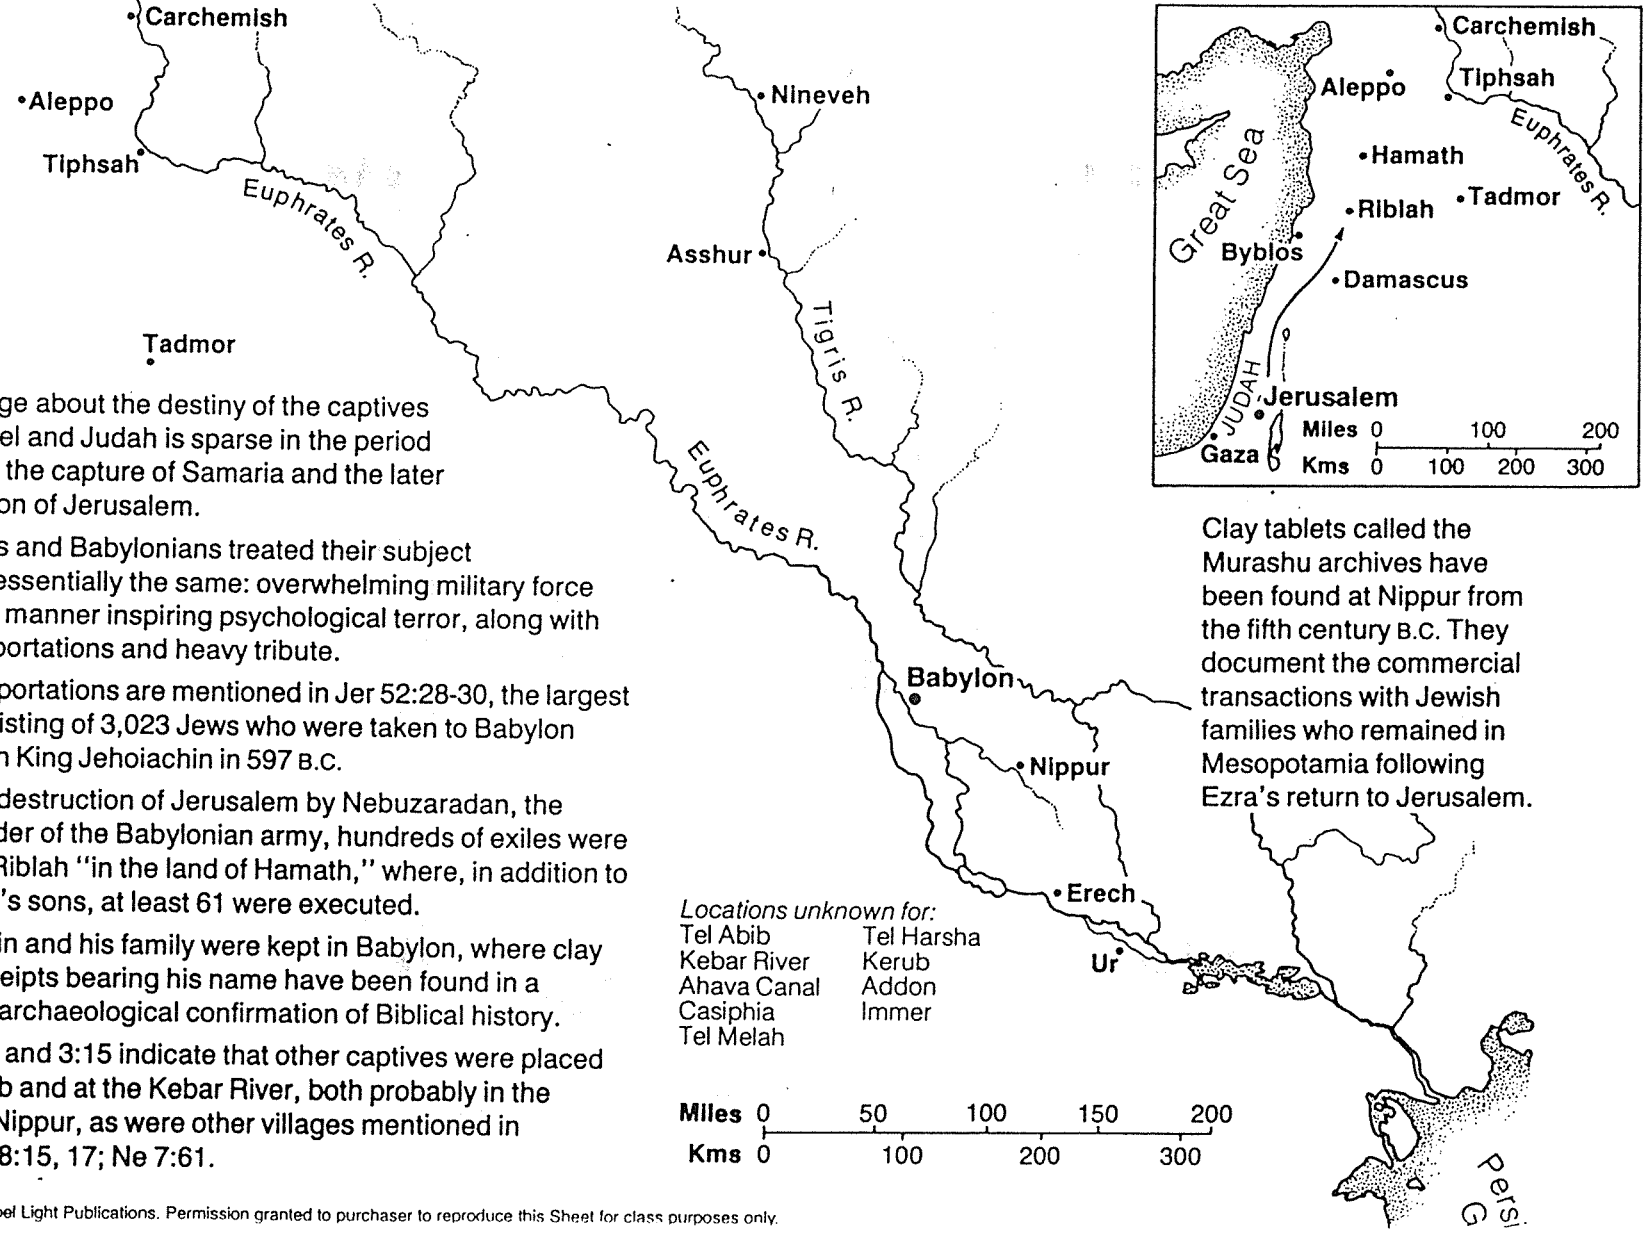 Carchemish
Aleppo
Tiphsah
Euphrates R.
Tadmor
Nineveh
Asshur
Tigris R.
Euphrates R.
Babylon
Nippur
Erech
Ur
Persi
G
ge about the destiny of the captives
el and Judah is sparse in the period
the capture of Samaria and the later
on of Jerusalem.
s and Babylonians treated their subject
essentially the same: overwhelming military force
manner inspiring psychological terror, along with
portations and heavy tribute.
portations are mentioned in Jer 52:28-30, the largest
isting of 3,023 Jews who were taken to Babylon
n King Jehoiachin in 597 B.C.
destruction of Jerusalem by Nebuzaradan, the
der of the Babylonian army, hundreds of exiles were
Riblah "in the land of Hamath," where, in addition to
's sons, at least 61 were executed.
in and his family were kept in Babylon, where clay
eipts bearing his name have been found in a
archaeological confirmation of Biblical history.
and 3:15 indicate that other captives were placed
b and at the Kebar River, both probably in the
Nippur, as were other villages mentioned in
8:15, 17; Ne 7:61.
pel Light Publications. Permission granted to purchaser to reproduce this Sheet for class purposes only.
Locations unknown for:
Tel Abib Tel Harsha
Kebar River Kerub
Ahava Canal Addon
Casiphia Immer
Tel Melah
Miles 0 50 100 150 200
Kms 0 100 200 300
Carchemish
Aleppo
Tiphsah
Euphrates R.
Great Sea
Hamath
Riblah
Tadmor
Byblos
Damascus
JUDAH
Jerusalem
Gaza
Miles 0 100 200
Kms 0 100 200 300
Clay tablets called the
Murashu archives have
been found at Nippur from
the fifth century B.C. They
document the commercial
transactions with Jewish
families who remained in
Mesopotamia following
Ezra's return to Jerusalem.